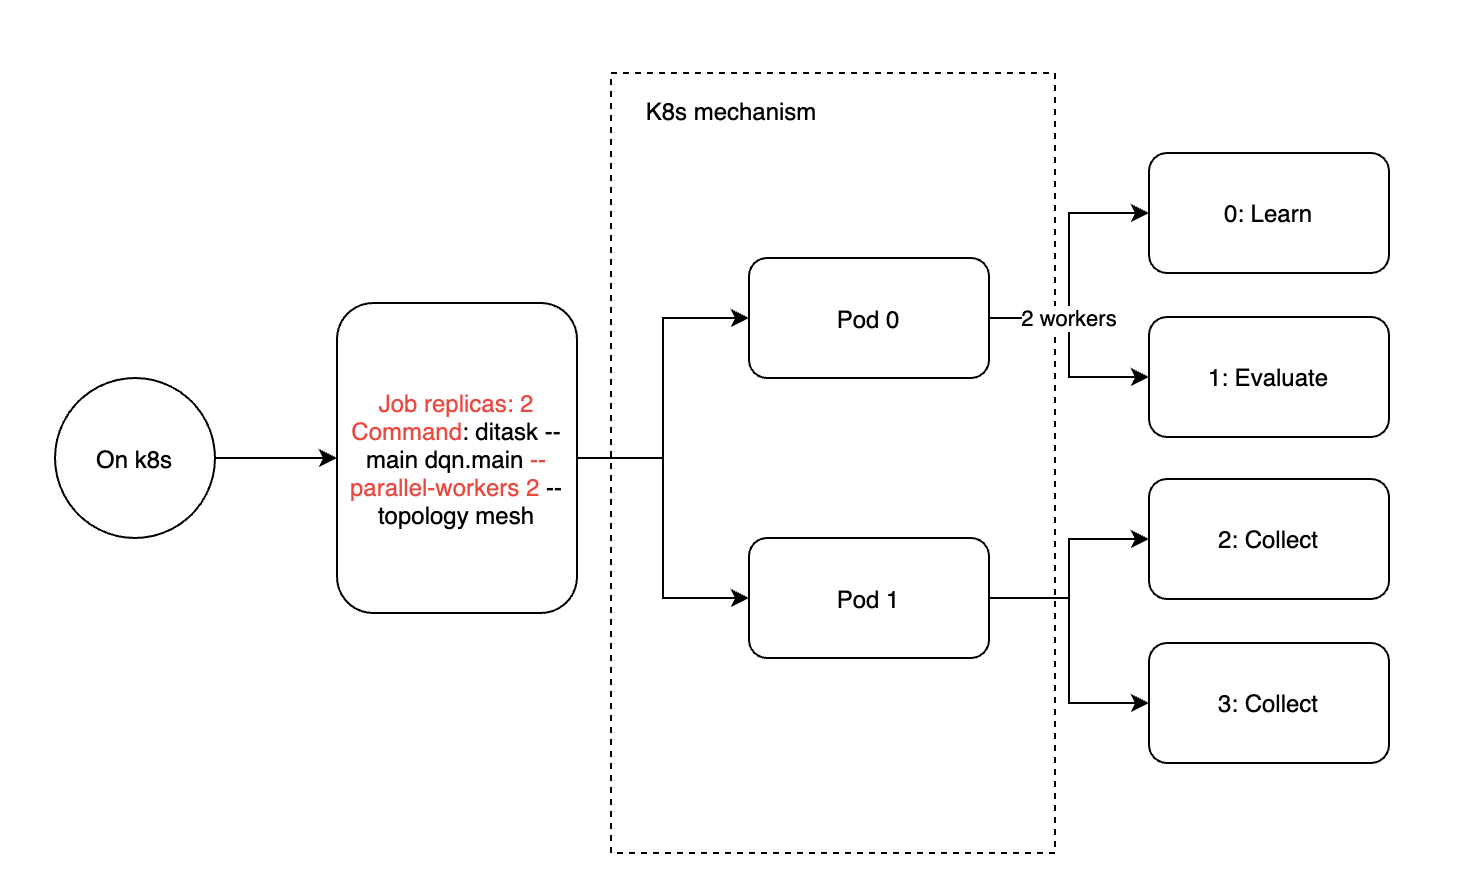 K8s mechanism
On k8s
Job replicas: 2
Command: ditask --
main dqn.main --
parallel-workers 2 --
topology mesh
Pod 0
2 workers
Pod 1
0: Learn
1: Evaluate
2: Collect
3: Collect